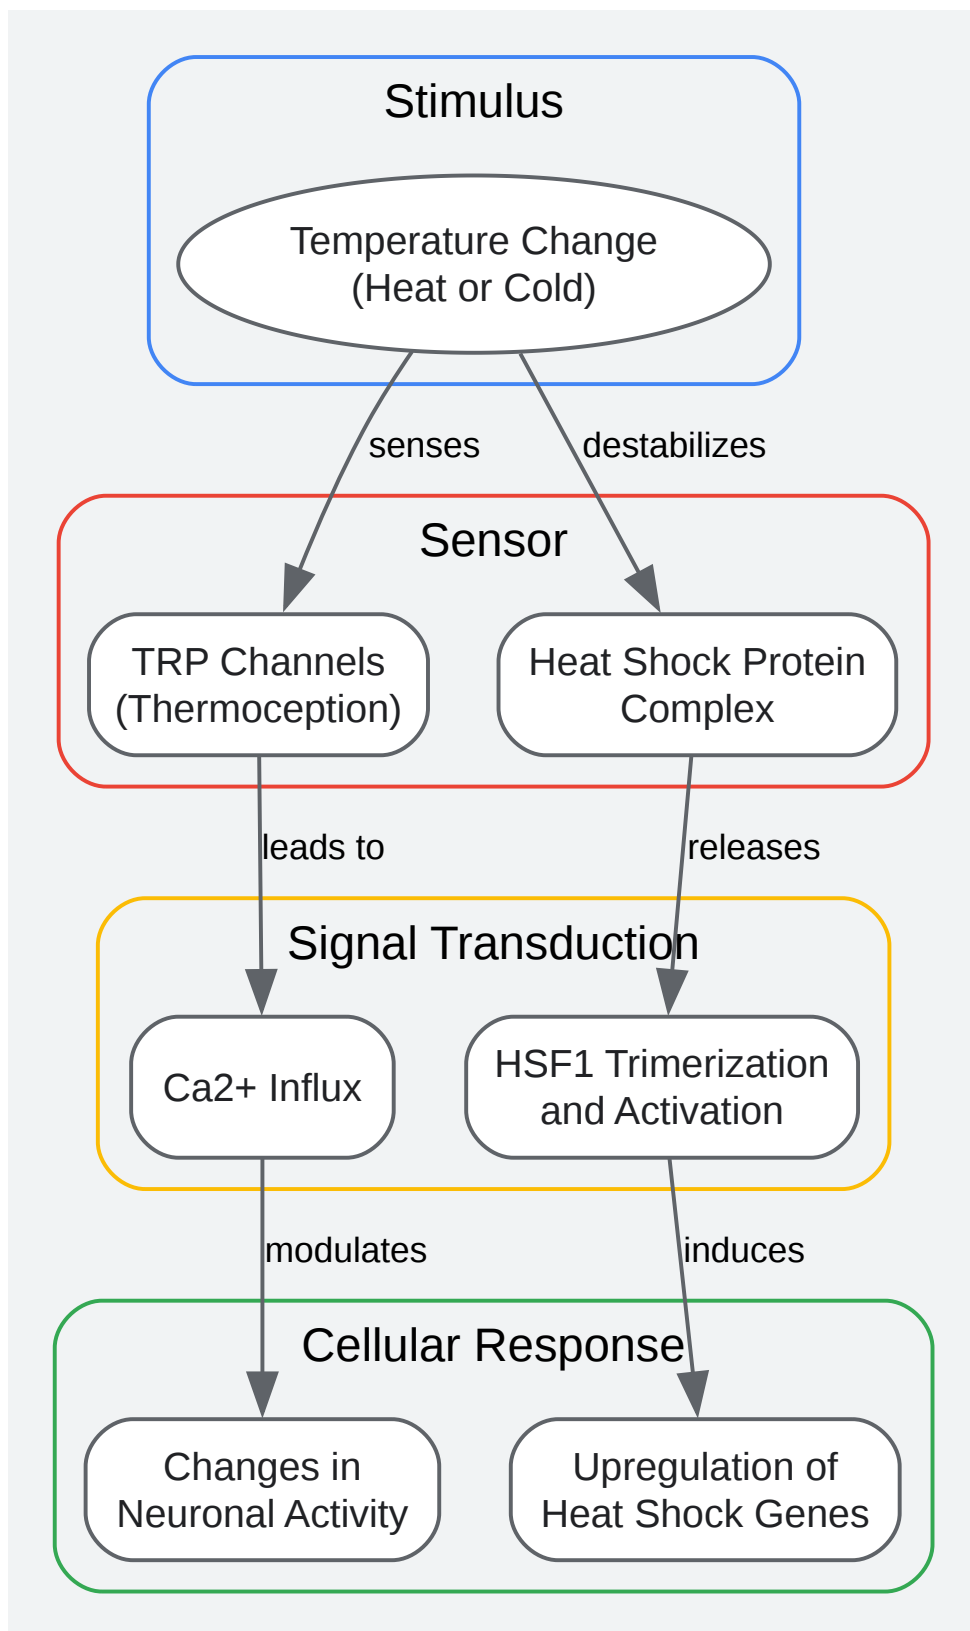 Stimulus
Temperature Change
(Heat or Cold)
senses
destabilizes
Sensor
TRP Channels
(Thermoception)
Heat Shock Protein
Complex
leads to
releases
Signal Transduction
Ca2+ Influx
HSF1 Trimerization
and Activation
modulates
induces
Cellular Response
Changes in
Neuronal Activity
Upregulation of
Heat Shock Genes